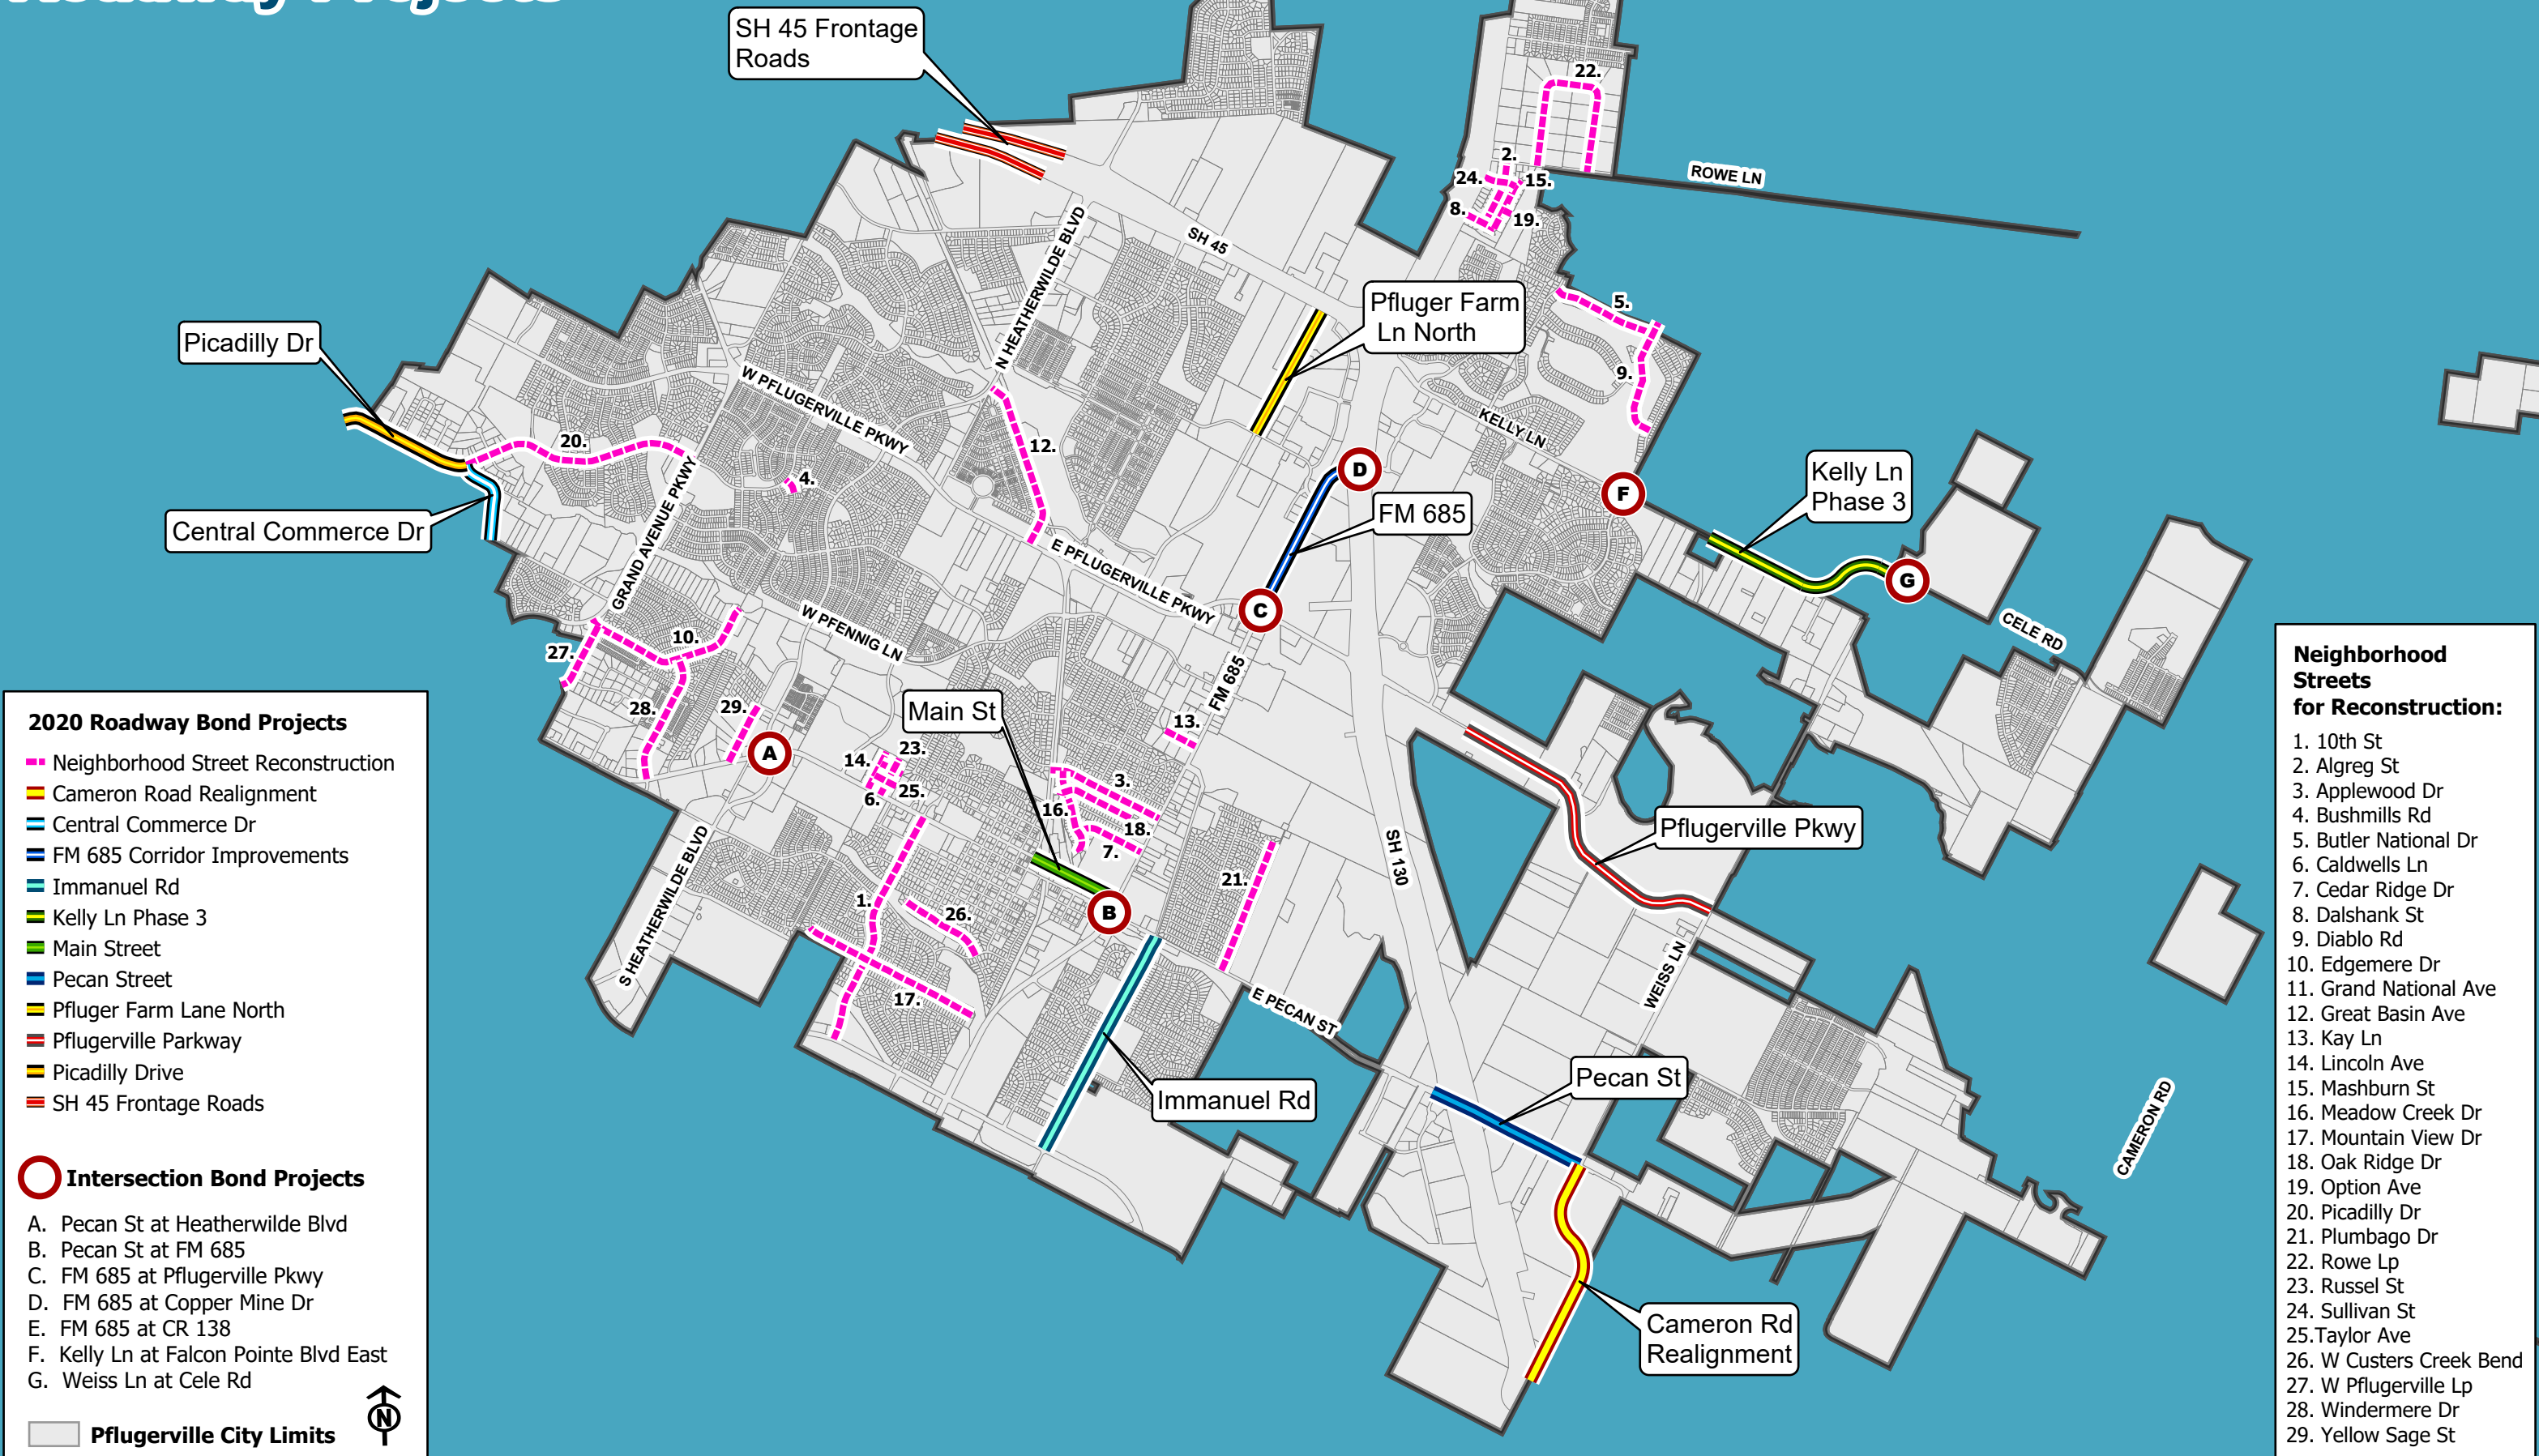 Roadway Projects
SH 45 Frontage
Roads
22.
2.
24.
15.
ROWE LN
8.
19.
N HEATHERWILDE BLVD
SH 45
Pfluger Farm
Ln North
5.
Picadilly Dr
W PFLUGERVILLE PKWY
9.
KELLY LN
20.
12.
D
4.
F
Kelly Ln
Phase 3
FM 685
Central Commerce Dr
GRAND AVENUE PKWY
E PFLUGERVILLE PKWY
C
G
W PFENNIG LN
CELE RD
10.
27.
FM 685
28.
29.
Main St
13.
A
23.
14.
25.
6.
3.
16.
18.
7.
Pflugerville Pkwy
SH 130
S HEATHERWILDE BLVD
21.
1.
26.
B
WEISS LN
17.
E PECAN ST
Immanuel Rd
Pecan St
CAMERON RD
Cameron Rd
Realignment
2020 Roadway Bond Projects
Neighborhood Street Reconstruction
Cameron Road Realignment
Central Commerce Dr
FM 685 Corridor Improvements
Immanuel Rd
Kelly Ln Phase 3
Main Street
Pecan Street
Pfluger Farm Lane North
Pflugerville Parkway
Picadilly Drive
SH 45 Frontage Roads
Intersection Bond Projects
A. Pecan St at Heatherwilde Blvd
B. Pecan St at FM 685
C. FM 685 at Pflugerville Pkwy
D. FM 685 at Copper Mine Dr
E. FM 685 at CR 138
F. Kelly Ln at Falcon Pointe Blvd East
G. Weiss Ln at Cele Rd
N
Pflugerville City Limits
Neighborhood
Streets
for Reconstruction:
1. 10th St
2. Algreg St
3. Applewood Dr
4. Bushmills Rd
5. Butler National Dr
6. Caldwells Ln
7. Cedar Ridge Dr
8. Dalshank St
9. Diablo Rd
10. Edgemere Dr
11. Grand National Ave
12. Great Basin Ave
13. Kay Ln
14. Lincoln Ave
15. Mashburn St
16. Meadow Creek Dr
17. Mountain View Dr
18. Oak Ridge Dr
19. Option Ave
20. Picadilly Dr
21. Plumbago Dr
22. Rowe Lp
23. Russel St
24. Sullivan St
25.Taylor Ave
26. W Custers Creek Bend
27. W Pflugerville Lp
28. Windermere Dr
29. Yellow Sage St